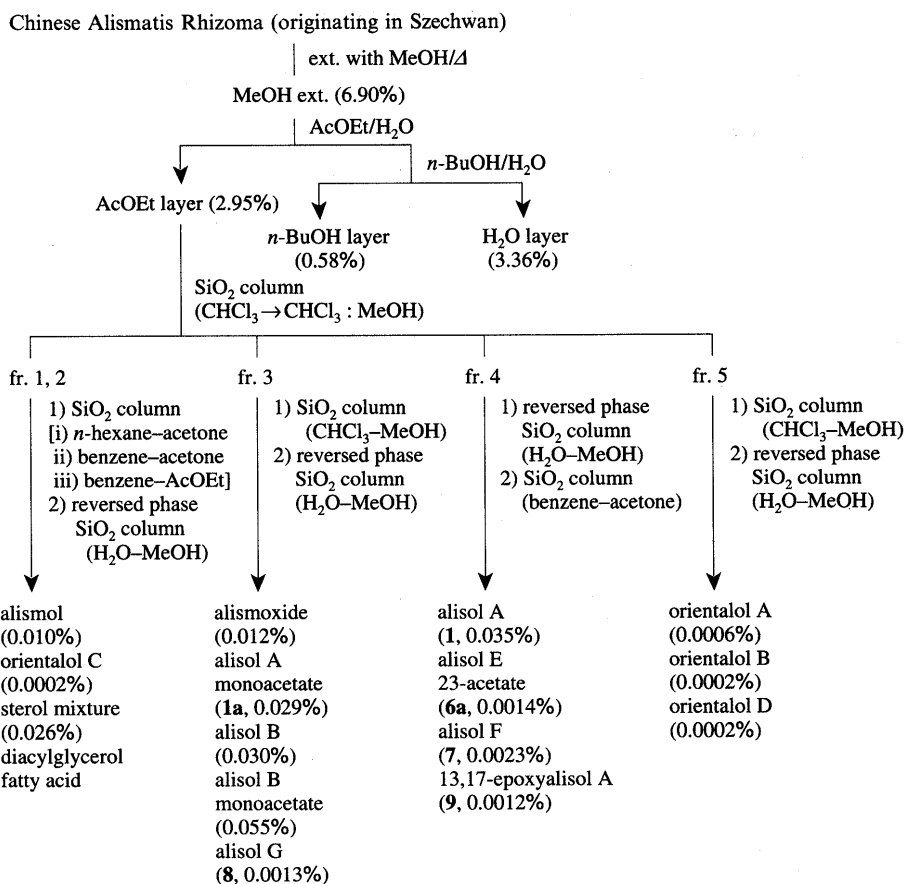 Chinese Alismatis Rhizoma (originating in Szechwan)
ext. with MeOH/Δ
MeOH ext. (6.90%)
AcOEt/H₂O
n-BuOH/H₂O
AcOEt layer (2.95%)
n-BuOH layer
(0.58%)
H₂O layer
(3.36%)
SiO₂ column
(CHCl₃→CHCl₃ : MeOH)
fr. 1, 2
1) SiO₂ column
[i) n-hexane–acetone
ii) benzene–acetone
iii) benzene–AcOEt]
2) reversed phase
SiO₂ column
(H₂O–MeOH)
alismol
(0.010%)
orientalol C
(0.0002%)
sterol mixture
(0.026%)
diacylglycerol
fatty acid
fr. 3
1) SiO₂ column
(CHCl₃–MeOH)
2) reversed phase
SiO₂ column
(H₂O–MeOH)
alismoxide
(0.012%)
alisol A
monoacetate
(1a, 0.029%)
alisol B
(0.030%)
alisol B
monoacetate
(0.055%)
alisol G
(8, 0.0013%)
fr. 4
1) reversed phase
SiO₂ column
(H₂O–MeOH)
2) SiO₂ column
(benzene–acetone)
alisol A
(1, 0.035%)
alisol E
23-acetate
(6a, 0.0014%)
alisol F
(7, 0.0023%)
13,17-epoxyalisol A
(9, 0.0012%)
fr. 5
1) SiO₂ column
(CHCl₃–MeOH)
2) reversed phase
SiO₂ column
(H₂O–MeOH)
orientalol A
(0.0006%)
orientalol B
(0.0002%)
orientalol D
(0.0002%)